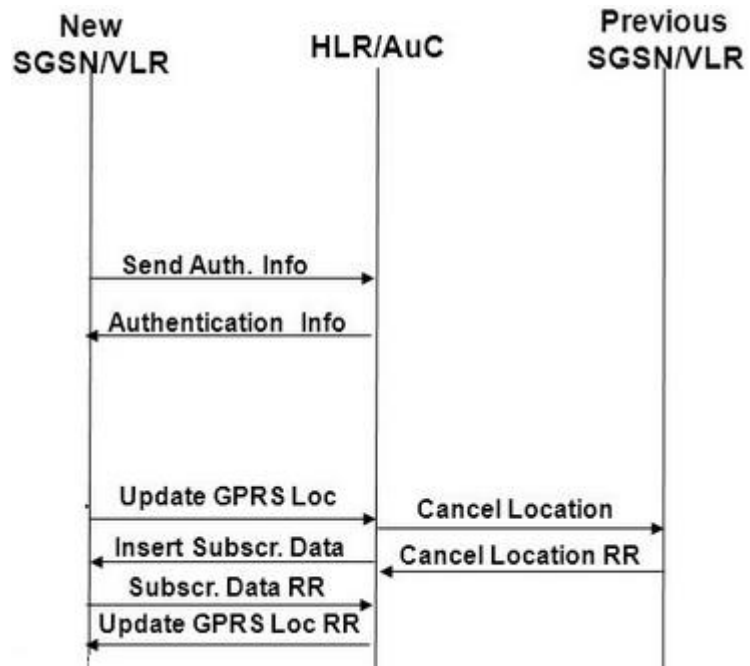 New
SGSN/VLR
HLR/AuC
Previous
SGSN/VLR
Send Auth. Info
Authentication Info
Update GPRS Loc
Cancel Location
Insert Subscr. Data
Cancel Location RR
Subscr. Data RR
Update GPRS Loc RR